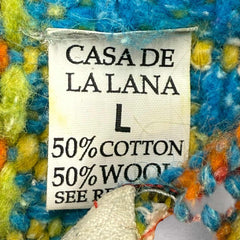 CASA DE
LA LANA
L
50% COTTON
50% WOOL
SEE